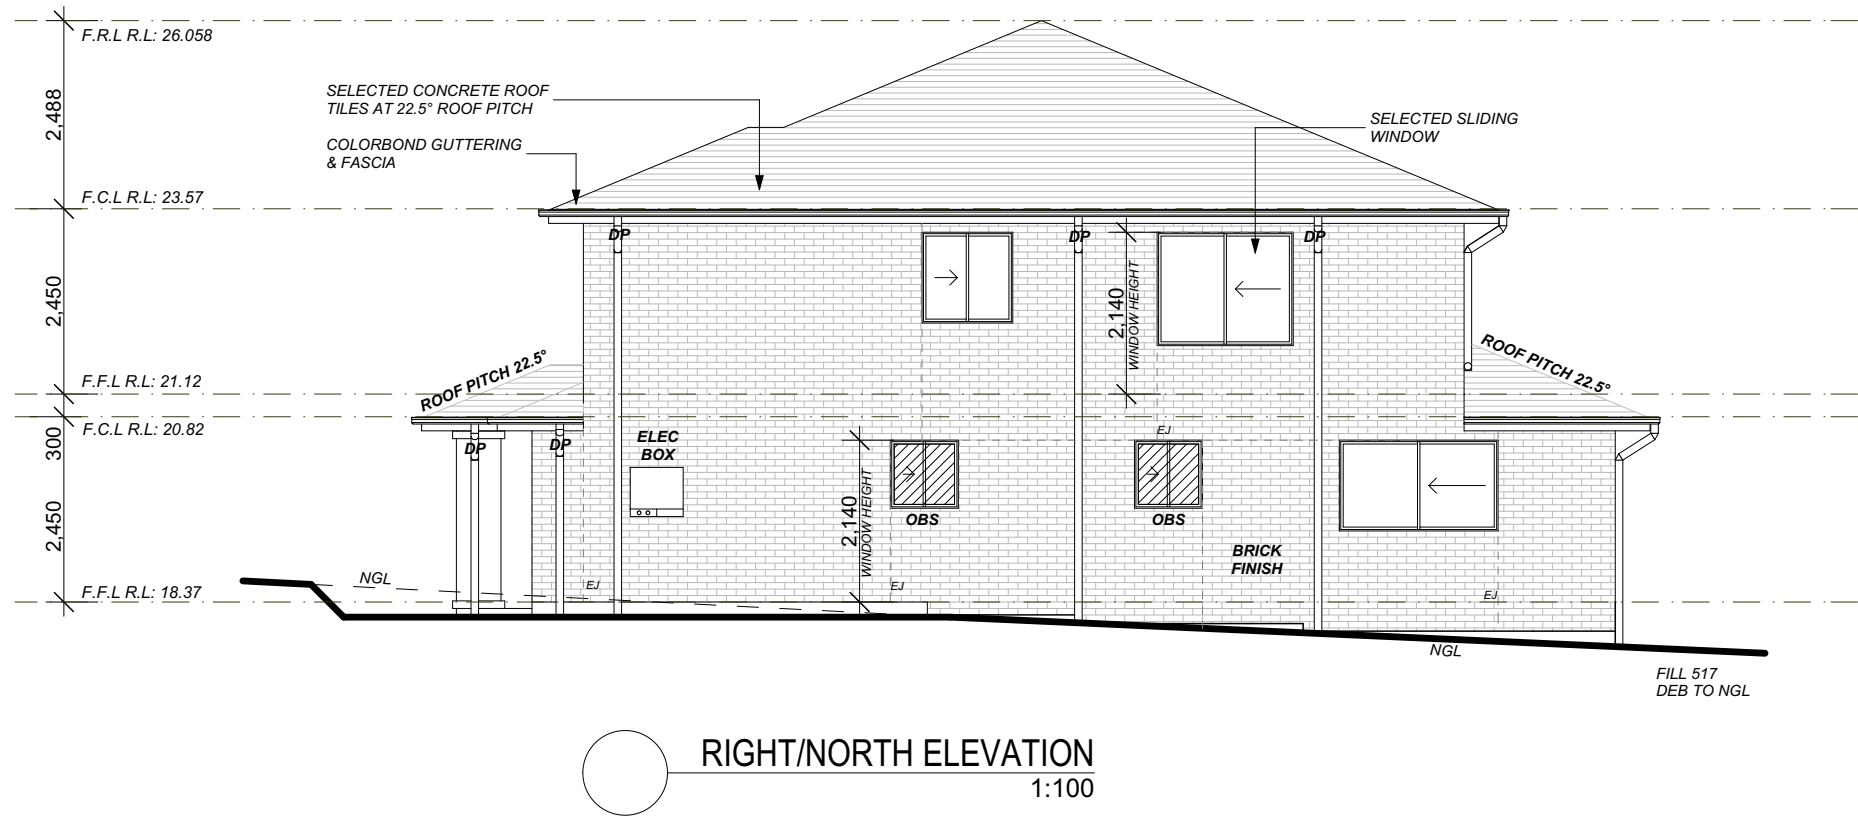 F.R.L R.L: 26.058
2,488
SELECTED CONCRETE ROOF
TILES AT 22.5° ROOF PITCH
COLORBOND GUTTERING
& FASCIA
SELECTED SLIDING
WINDOW
F.C.L R.L: 23.57
DP
DP
DP
2,450
2,140
WINDOW HEIGHT
ROOF PITCH 22.5°
ROOF PITCH 22.5°
F.F.L R.L: 21.12
F.C.L R.L: 20.82
300
DP
DP
ELEC
BOX
EJ
2,450
2,140
WINDOW HEIGHT
OBS
OBS
BRICK
FINISH
NGL
EJ
EJ
EJ
F.F.L R.L: 18.37
NGL
FILL 517
DEB TO NGL
RIGHT/NORTH ELEVATION
1:100